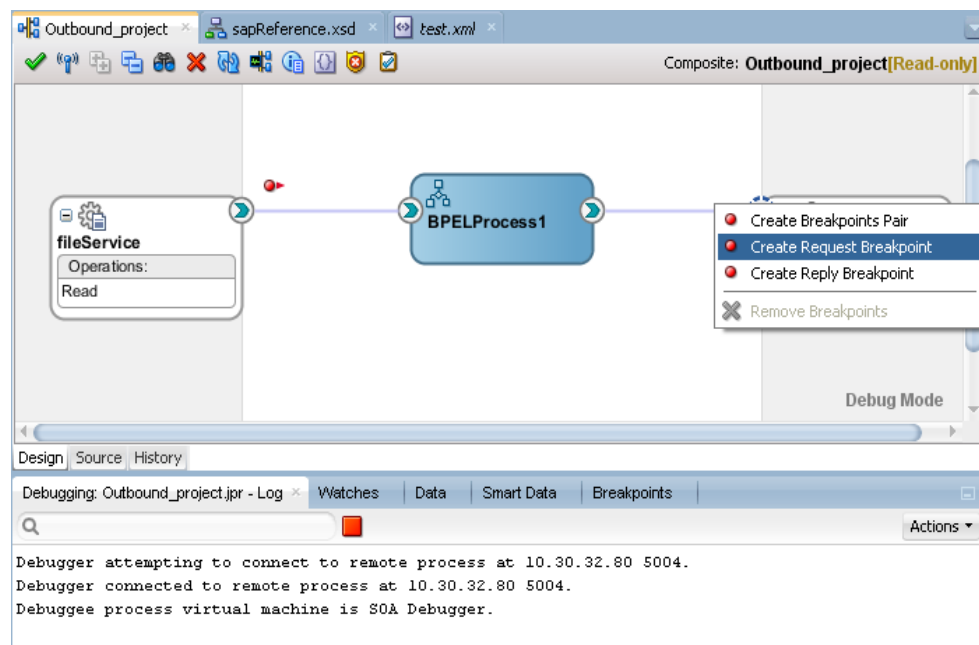 Outbound_project sapReference.xsd test.xml
Composite: Outbound_project[Read-only]
fileService
Operations:
Read
BPELProcess1
Create Breakpoints Pair
Create Request Breakpoint
Create Reply Breakpoint
Remove Breakpoints
Debug Mode
Design Source History
Debugging: Outbound_project.jpr - Log Watches Data Smart Data Breakpoints
Actions
Debugger attempting to connect to remote process at 10.30.32.80 5004.
Debugger connected to remote process at 10.30.32.80 5004.
Debuggee process virtual machine is SOA Debugger.